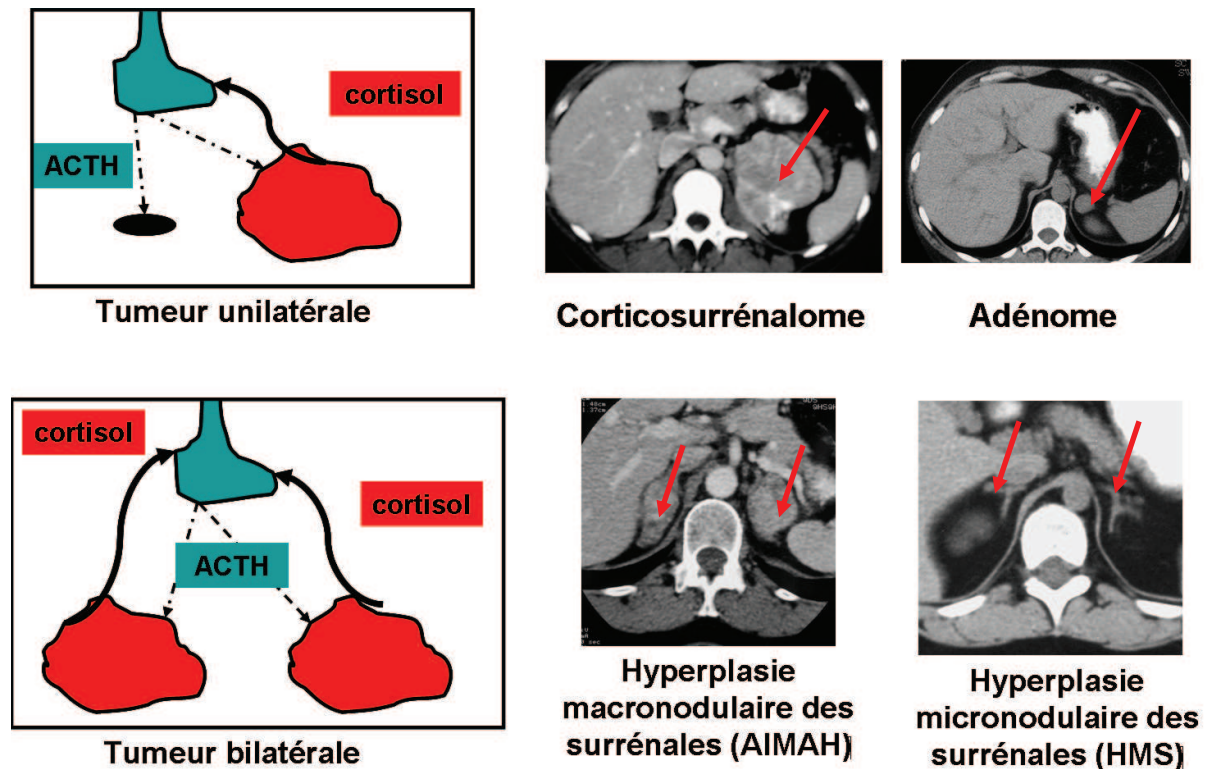 cortisol
ACTH
Tumeur unilatérale
Corticosurrénalome
Adénome
cortisol
cortisol
ACTH
Tumeur bilatérale
Hyperplasie
macronodulaire des
surrénales (AIMAH)
Hyperplasie
micronodulaire des
surrénales (HMS)